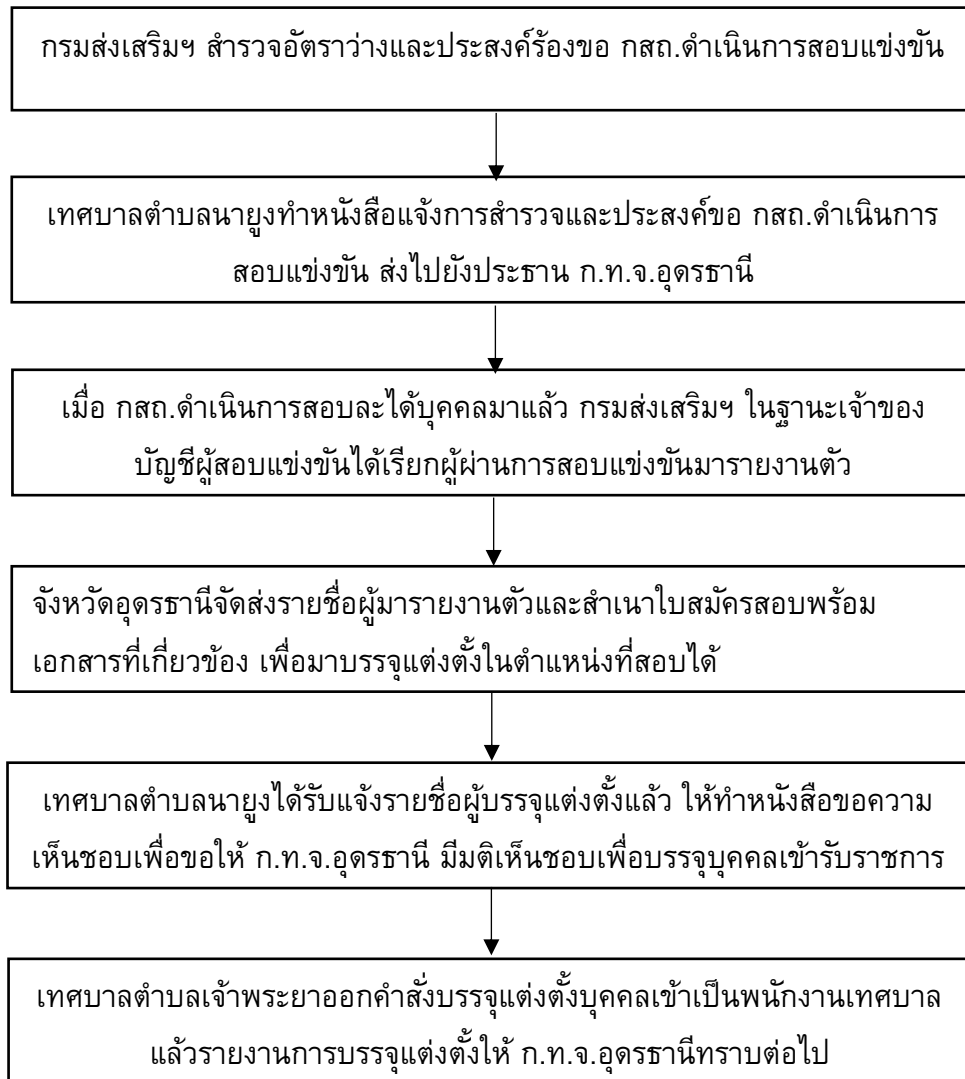 กรมส่งเสริมฯ สำรวจอัตราว่างและประสงค์ร้องขอ กสถ.ดำเนินการสอบแข่งขัน
เทศบาลตำบลนายูงทำหนังสือแจ้งการสำรวจและประสงค์ขอ กสถ.ดำเนินการ
สอบแข่งขัน ส่งไปยังประธาน ก.ท.จ.อุดรธานี
เมื่อ กสถ.ดำเนินการสอบละได้บุคคลมาแล้ว กรมส่งเสริมฯ ในฐานะเจ้าของ
บัญชีผู้สอบแข่งขันได้เรียกผู้ผ่านการสอบแข่งขันมารายงานตัว
จังหวัดอุดรธานีจัดส่งรายชื่อผู้มารายงานตัวและสำเนาใบสมัครสอบพร้อม
เอกสารที่เกี่ยวข้อง เพื่อมาบรรจุแต่งตั้งในตำแหน่งที่สอบได้
เทศบาลตำบลนายูงได้รับแจ้งรายชื่อผู้บรรจุแต่งตั้งแล้ว ให้ทำหนังสือขอความ
เห็นชอบเพื่อขอให้ ก.ท.จ.อุดรธานี มีมติเห็นชอบเพื่อบรรจุบุคคลเข้ารับราชการ
เทศบาลตำบลเจ้าพระยาออกคำสั่งบรรจุแต่งตั้งบุคคลเข้าเป็นพนักงานเทศบาล
แล้วรายงานการบรรจุแต่งตั้งให้ ก.ท.จ.อุดรธานีทราบต่อไป